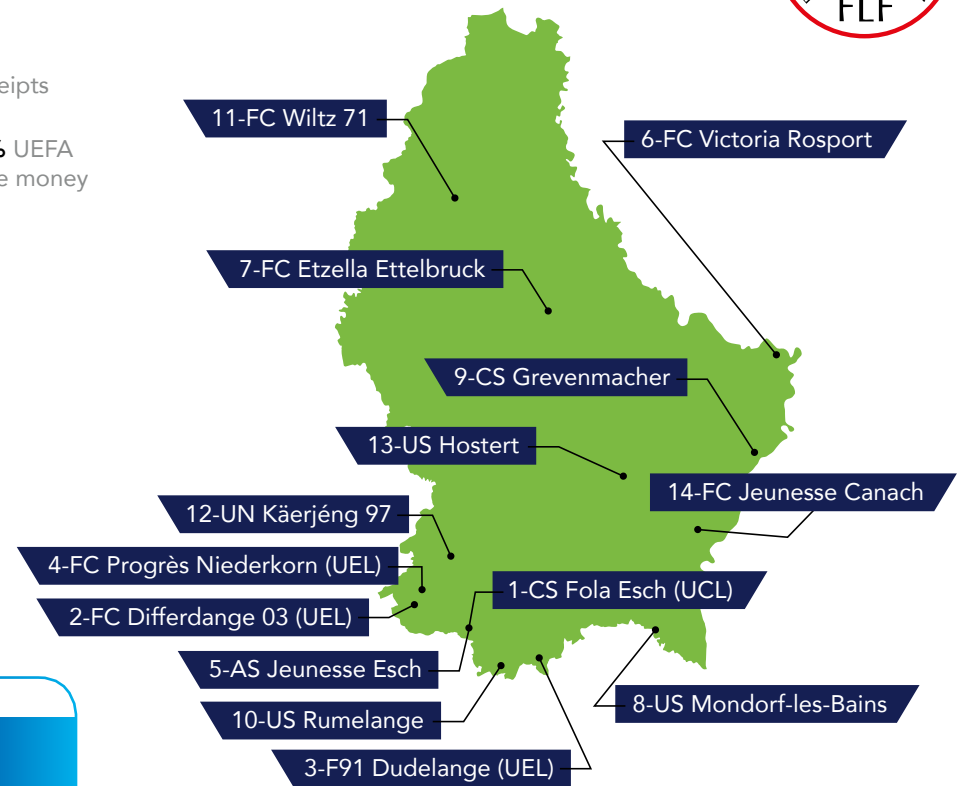 FLF
eipts
% UEFA
e money
11-FC Wiltz 71
6-FC Victoria Rosport
7-FC Etzella Ettelbruck
9-CS Grevenmacher
13-US Hostert
14-FC Jeunesse Canach
12-UN Käerjéng 97
4-FC Progrès Niederkorn (UEL)
1-CS Fola Esch (UCL)
2-FC Differdange 03 (UEL)
5-AS Jeunesse Esch
8-US Mondorf-les-Bains
10-US Rumelange
3-F91 Dudelange (UEL)